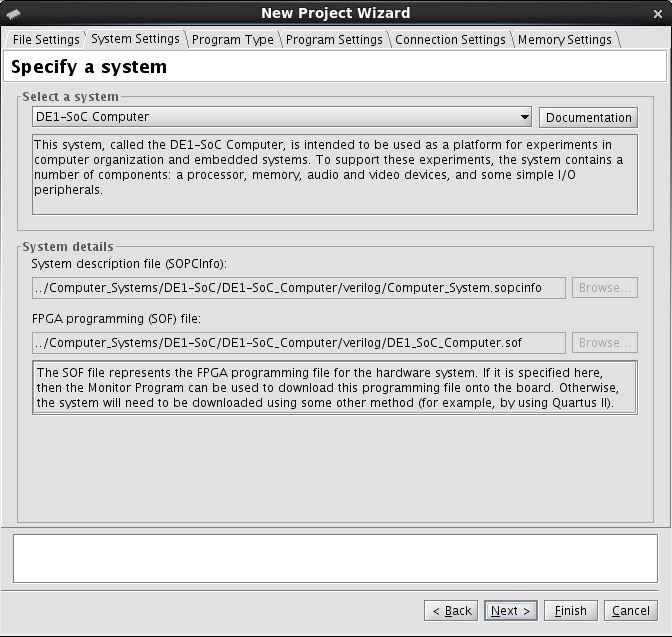 New Project Wizard
File Settings System Settings Program Type Program Settings Connection Settings Memory Settings
Specify a system
Select a system
DE1-SoC Computer Documentation
This system, called the DE1-SoC Computer, is intended to be used as a platform for experiments in
computer organization and embedded systems. To support these experiments, the system contains a
number of components: a processor, memory, audio and video devices, and some simple I/O
peripherals.
System details
System description file (SOPCInfo):
../Computer_Systems/DE1-SoC/DE1-SoC_Computer/verilog/Computer_System.sopcinfo Browse...
FPGA programming (SOF) file:
../Computer_Systems/DE1-SoC/DE1-SoC_Computer/verilog/DE1_SoC_Computer.sof Browse...
The SOF file represents the FPGA programming file for the hardware system. If it is specified here,
then the Monitor Program can be used to download this programming file onto the board. Otherwise,
the system will need to be downloaded using some other method (for example, by using Quartus II).
< Back Next > Finish Cancel